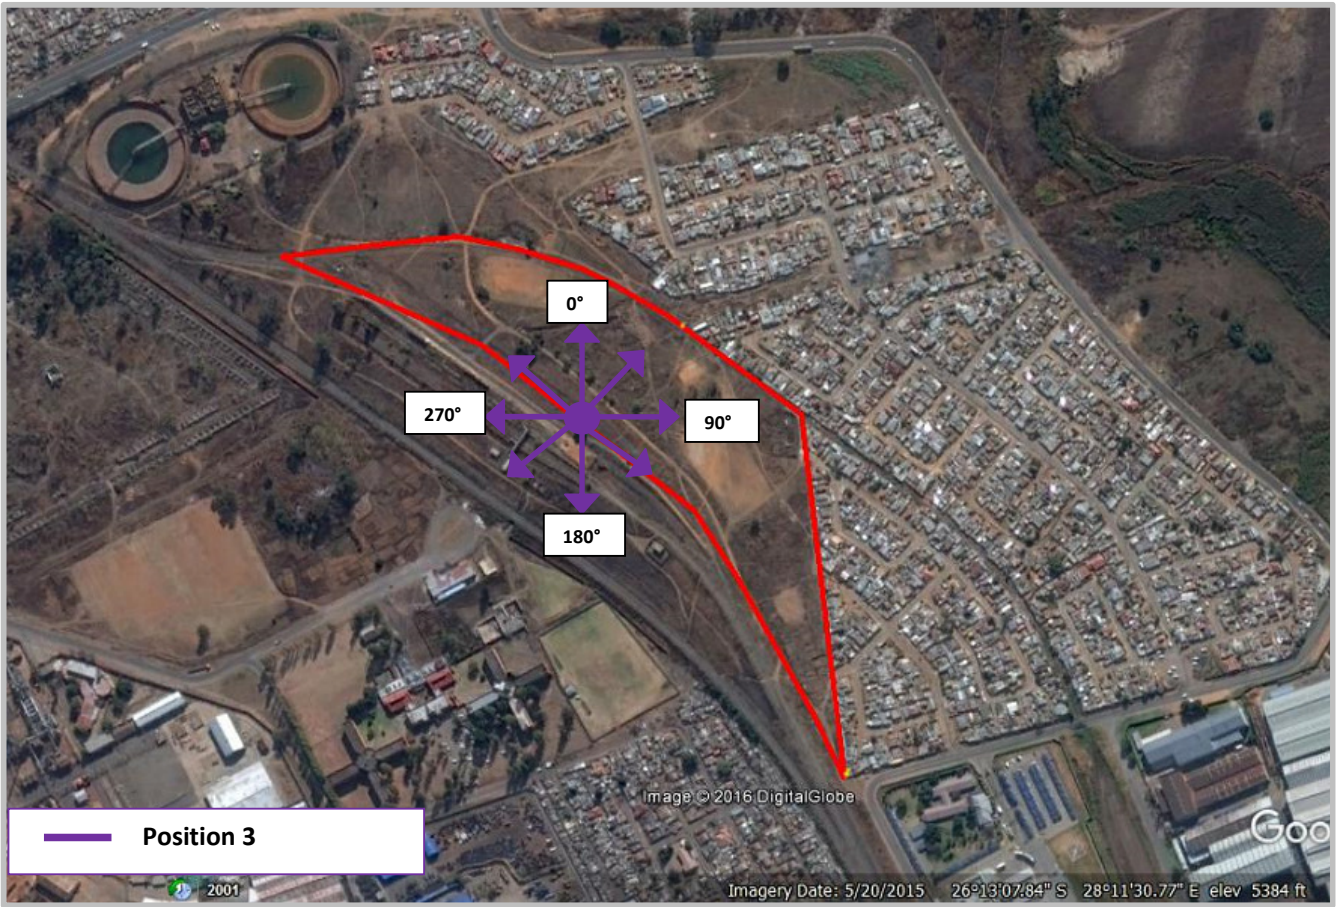 0°
270°
90°
180°
Image © 2016 DigitalGlobe
Position 3
Goo
2001
Imagery Date: 5/20/2015 26°13'07.84" S 28°11'30.77" E elev 5384 ft